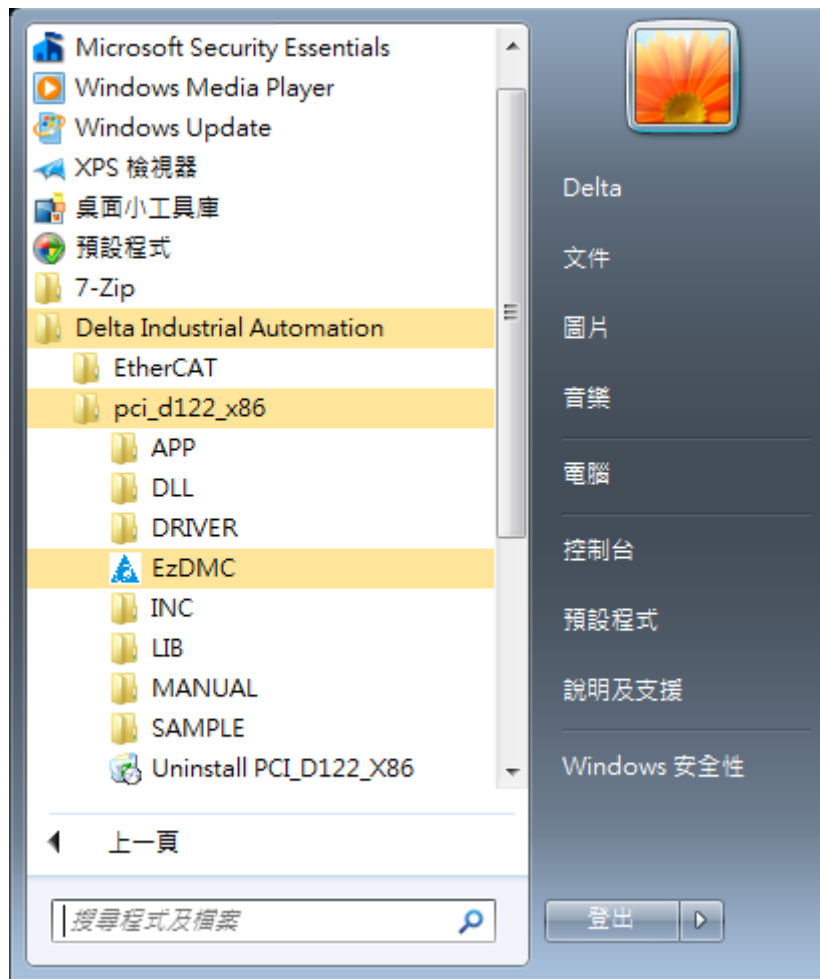 Microsoft Security Essentials
Windows Media Player
Windows Update
XPS 檢視器
桌面小工具庫
預設程式
7-Zip
Delta Industrial Automation
EtherCAT
pci_d122_x86
APP
DLL
DRIVER
EzDMC
INC
LIB
MANUAL
SAMPLE
Uninstall PCI_D122_X86
上一頁
搜尋程式及檔案
Delta
文件
圖片
音樂
電腦
控制台
預設程式
說明及支援
Windows 安全性
登出